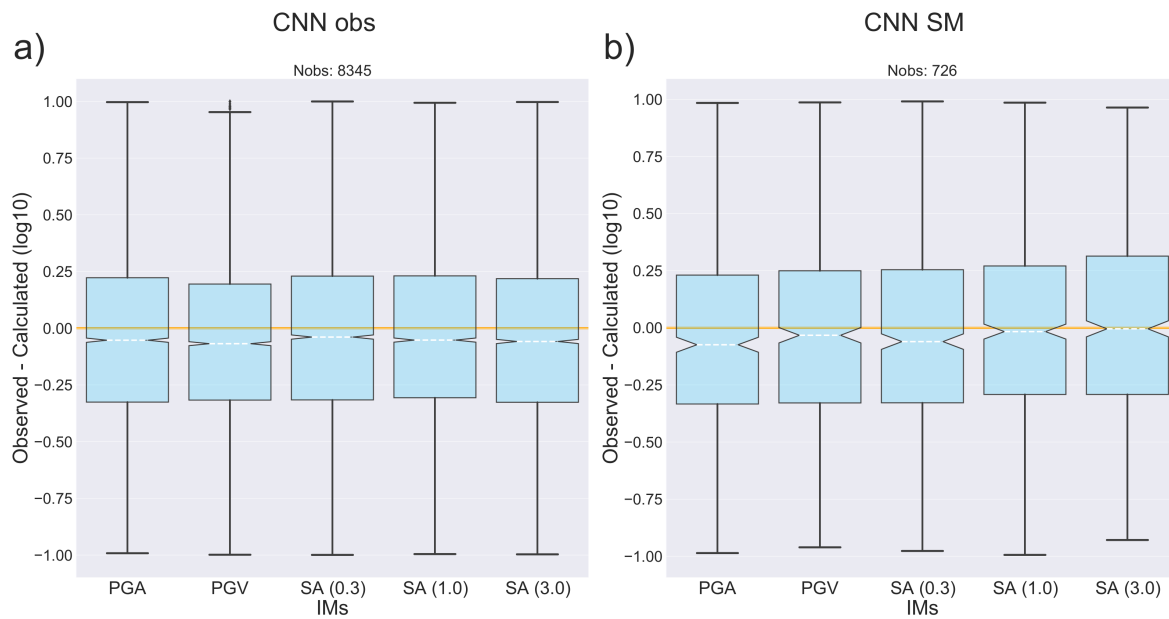 CNN obs
a)
Nobs: 8345
Observed - Calculated (log10)
1.00
0.75
0.50
0.25
0.00
−0.25
−0.50
−0.75
−1.00
PGA PGV SA (0.3) SA (1.0) SA (3.0)
IMs
CNN SM
b)
Nobs: 726
Observed - Calculated (log10)
1.00
0.75
0.50
0.25
0.00
−0.25
−0.50
−0.75
−1.00
PGA PGV SA (0.3) SA (1.0) SA (3.0)
IMs